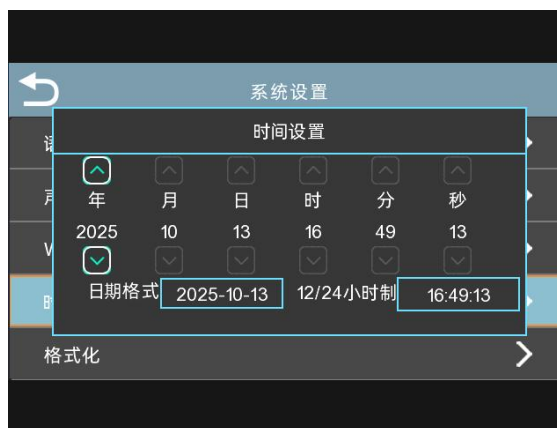 系统设置
时间设置
年 月 日 时 分 秒
2025 10 13 16 49 13
日期格式 2025-10-13 12/24小时制 16:49:13
格式化